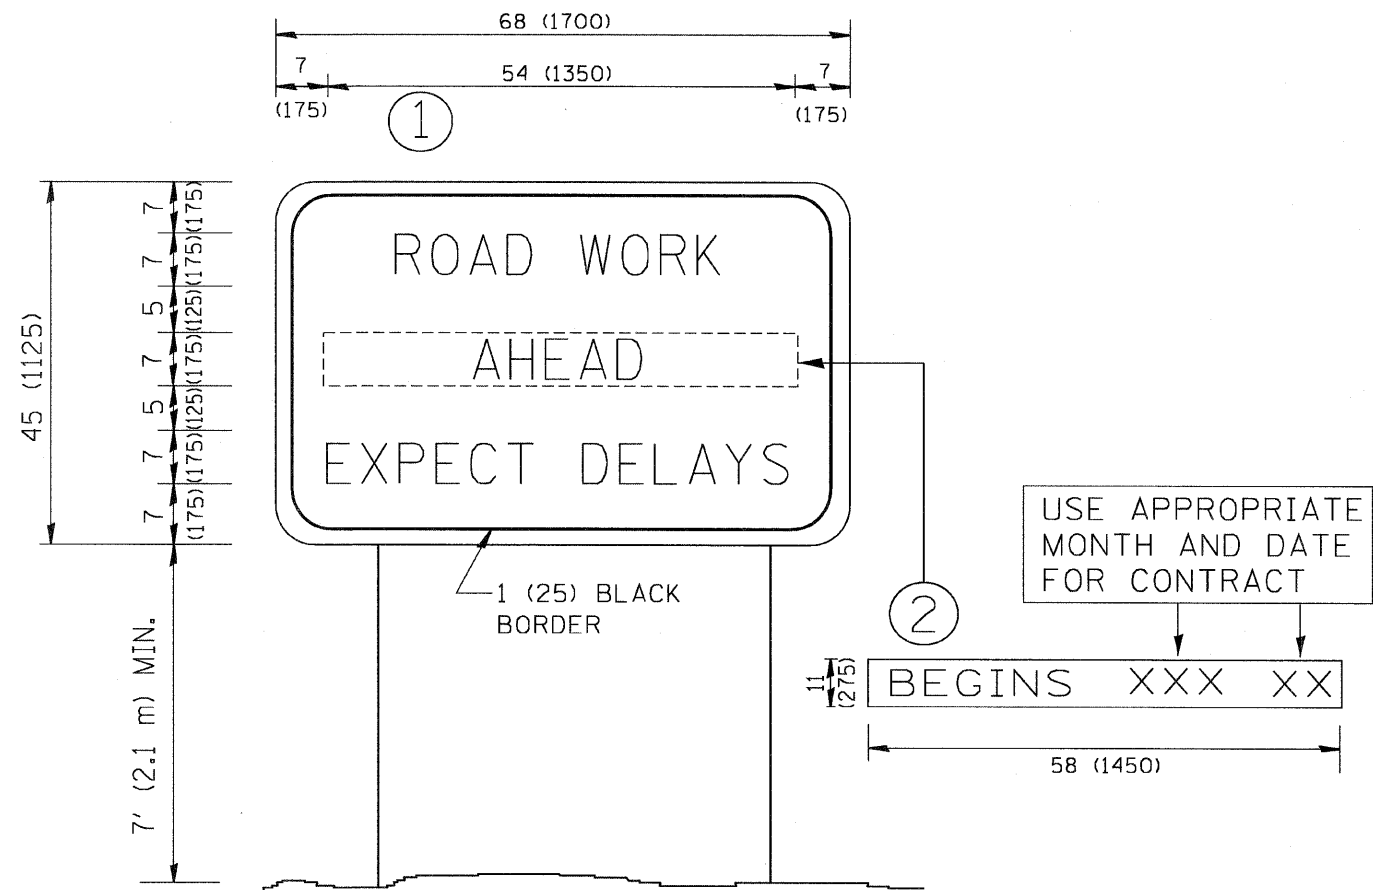 68 (1700)
7 54 (1350) 7
(175) (175)
1
45 (1125)
7 (175)
7 (175)
5 (125)
7 (175)
5 (125)
7 (175)
7 (175)
7' (2.1 m) MIN.
ROAD WORK
AHEAD
EXPECT DELAYS
1 (25) BLACK
BORDER
2
USE APPROPRIATE
MONTH AND DATE
FOR CONTRACT
11
(275)
BEGINS XXX XX
58 (1450)